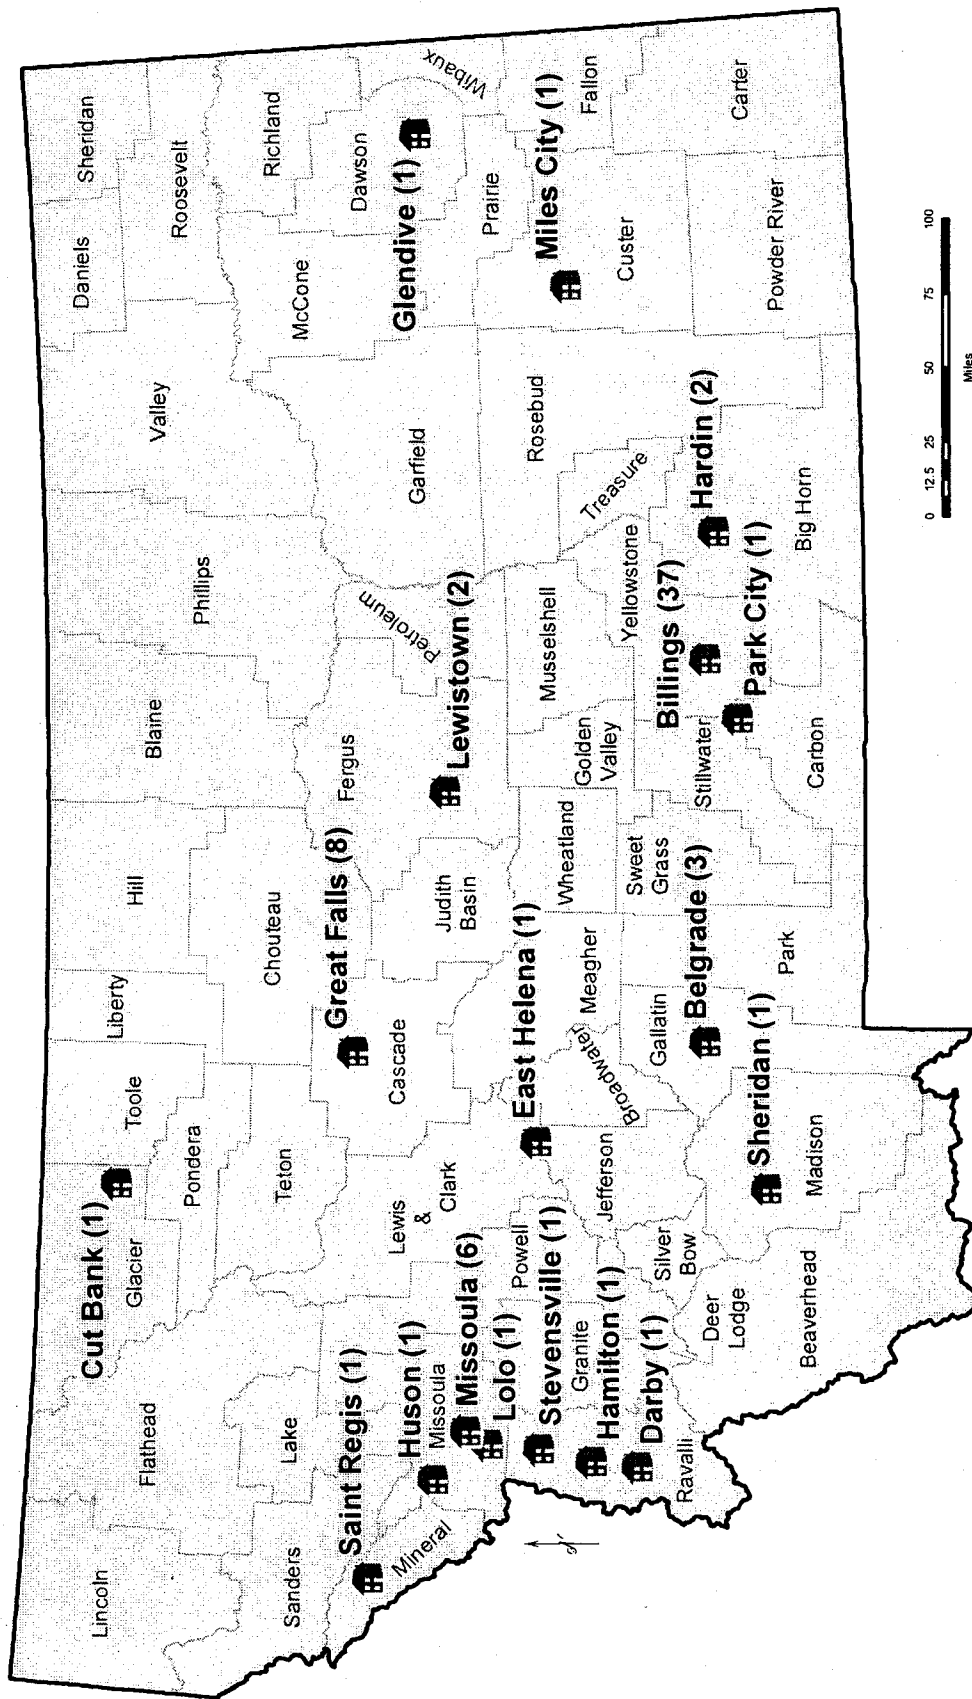 Lincoln
Flathead
Cut Bank (1)
Glacier
Toole
Liberty
Hill
Blaine
Phillips
Valley
Daniels
Sheridan
Roosevelt
Sanders
Lake
Pondera
Teton
Chouteau
Saint Regis (1)
Mineral
Huson (1)
Missoula
Missoula (6)
Lolo (1)
Lewis
&
Clark
Powell
Great Falls (8)
Cascade
Judith
Basin
Fergus
Lewistown (2)
Petroleum
Garfield
McCone
Richland
Dawson
Glendive (1)
Wibaux
Prairie
Stevensville (1)
Granite
Hamilton (1)
Darby (1)
Ravalli
Deer
Lodge
Silver
Bow
Jefferson
East Helena (1)
Broadwater
Meagher
Wheatland
Golden
Valley
Musselshell
Rosebud
Treasure
Yellowstone
Miles City (1)
Custer
Fallon
Beaverhead
Sheridan (1)
Madison
Gallatin
Belgrade (3)
Park
Sweet
Grass
Stillwater
Billings (37)
Park City (1)
Carbon
Hardin (2)
Big Horn
Powder River
Carter
0 12.5 25 50 75 100
Miles